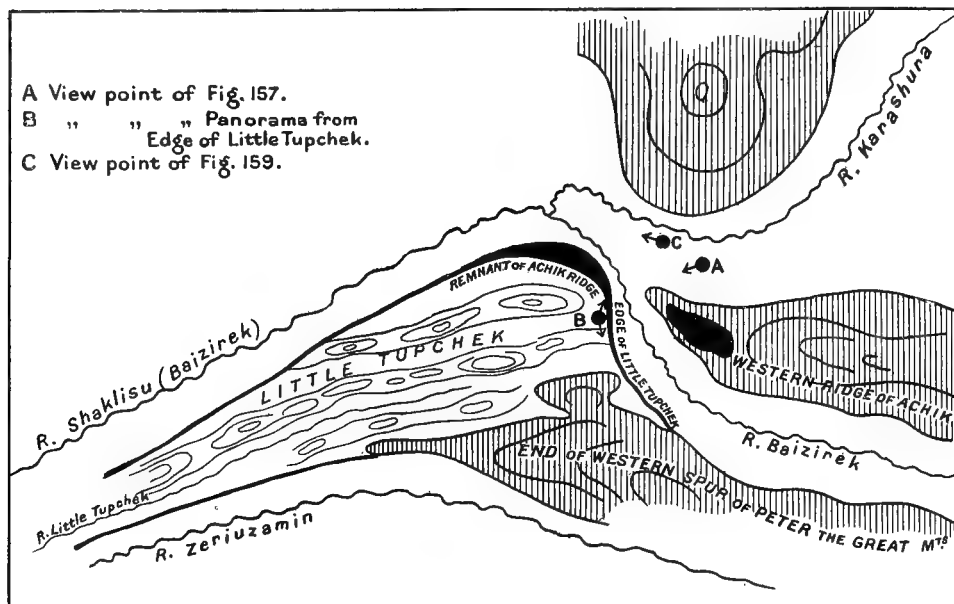 A View point of Fig. 157.
B „ „ „ Panorama from
Edge of Little Tupchek.
C View point of Fig. 159.
R. Karashura
C
A
REMNANT OF ACHIK RIDGE
B
EDGE OF LITTLE TUPCHEK
LITTLE TUPCHEK
R. Shaklisu (Baizirek)
WESTERN RIDGE OF ACHIK
R. Baizirek
END OF WESTERN SPUR OF PETER THE GREAT Mᵀˢ
R. Little Tupchek
R. Zeriuzamin